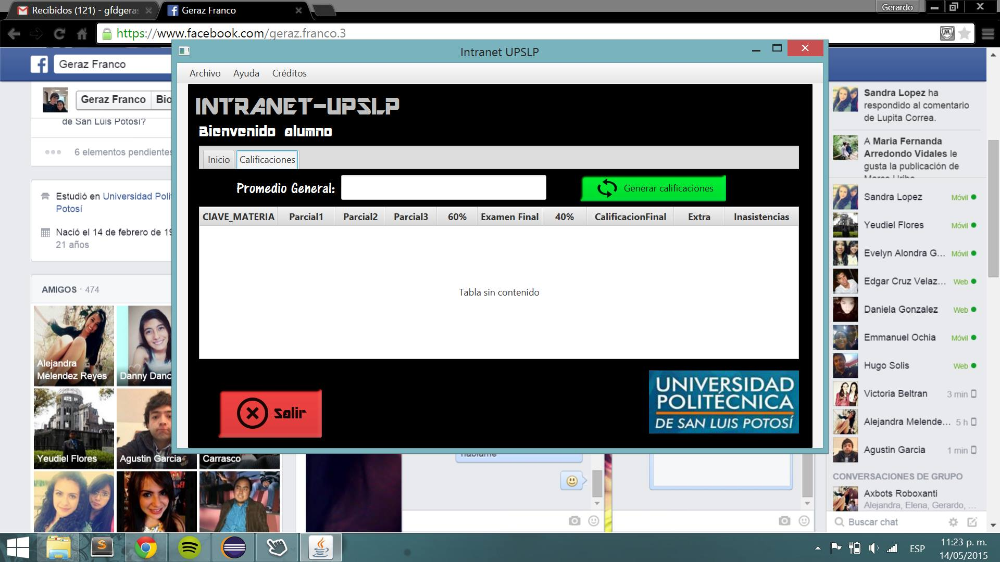 Recibidos (121) - gfdgeras
Geraz Franco
Gerardo
https://www.facebook.com/geraz.franco.3
Geraz Franco
Geraz Franco
Bio
de San Luis Potosí?
6 elementos pendientes
Estudió en Universidad Poli
Potosí
Nació el 14 de febrero de 19
21 años
AMIGOS · 474
Alejandra
Melendez Reyes
Danny Danc
Yeudiel Flores
Agustin Garcia
Carrasco
Intranet UPSLP
Archivo
Ayuda
Créditos
INTRANET-UPSLP
Bienvenido alumno
Inicio
Calificaciones
Promedio General:
Generar calificaciones
ClAVE_MATERIA
Parcial1
Parcial2
Parcial3
60%
Examen Final
40%
CalificacionFinal
Extra
Inasistencias
Tabla sin contenido
Salir
UNIVERSIDAD
POLITÉCNICA
DE SAN LUIS POTOSÍ
hablame
Sandra Lopez ha
respondido al comentario
de Lupita Correa.
A Maria Fernanda
Arredondo Vidales le
gusta la publicación de
Sandra Lopez Móvil
Yeudiel Flores Móvil
Evelyn Alondra G... Móvil
Edgar Cruz Velaz... Web
Daniela Gonzalez Web
Emmanuel Ochia Móvil
Hugo Solis Web
Victoria Beltran 3 min
Alejandra Melende... 5 h
Agustin Garcia 1 min
CONVERSACIONES DE GRUPO
Axbots Roboxanti
Alejandra, Elena, Gerardo, ...
Buscar chat
ESP
11:23 p. m.
14/05/2015